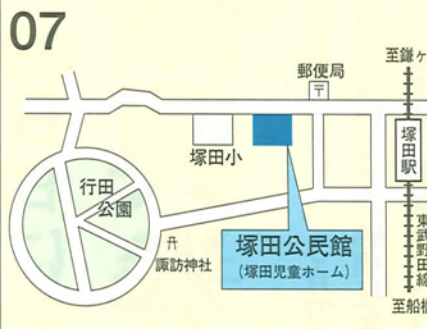 07
至鎌ヶ
郵便局
〒
塚田小
塚田駅
行田
公園
塚田公民館
(塚田児童ホーム)
諏訪神社
東武野田線
至船橋